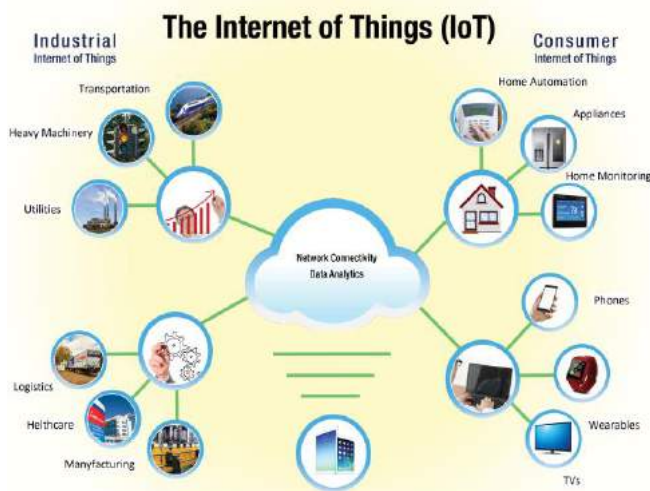 The Internet of Things (IoT)
Industrial
Internet of Things
Consumer
Internet of Things
Transportation
Heavy Machinery
Utilities
Home Automation
Appliances
Home Monitoring
Network Connectivity
Data Analytics
Logistics
Helthcare
Manyfacturing
Phones
Wearables
TVs